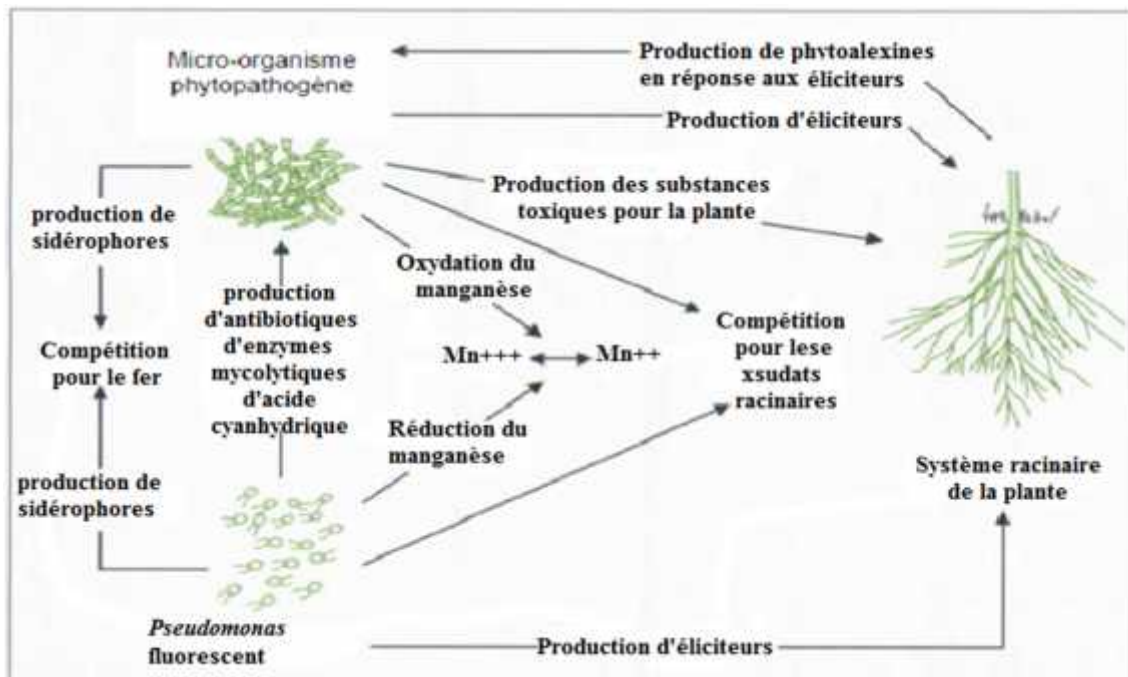 Micro-organisme
phytopathogène
Production de phytoalexines
en réponse aux éliciteurs
Production d'éliciteurs
Production des substances
toxiques pour la plante
production de
sidérophores
Oxydation du
manganèse
production
d'antibiotiques
d'enzymes
mycolytiques
d'acide
cyanhydrique
Compétition
pour le fer
Mn+++
Mn++
Compétition
pour lese
xsudats
racinaires
Réduction du
manganèse
production de
sidérophores
Système racinaire
de la plante
Pseudomonas
fluorescent
Production d'éliciteurs